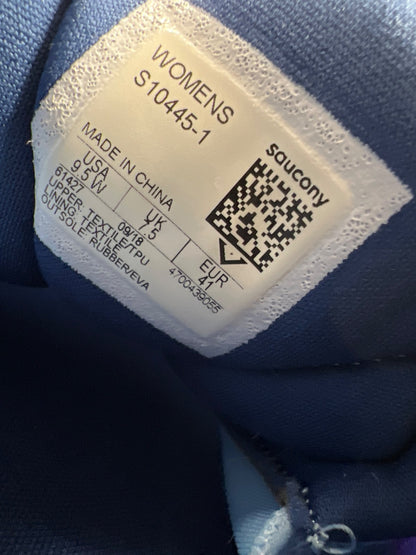 WOMENS
S10445-1
saucony
MADE IN CHINA
USA UK EUR
9.5 W 7.5 41
61427 09/18 4700439055
UPPER: TEXTILE/TPU
LINING: TEXTILE
OUTSOLE: RUBBER/EVA